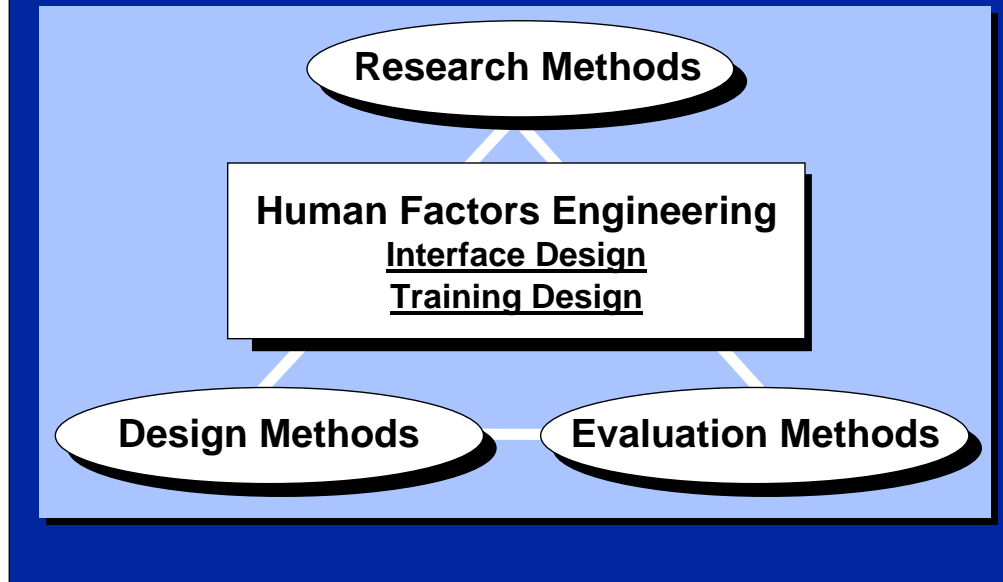 Research Methods
Human Factors Engineering
Interface Design
Training Design
Design Methods
Evaluation Methods